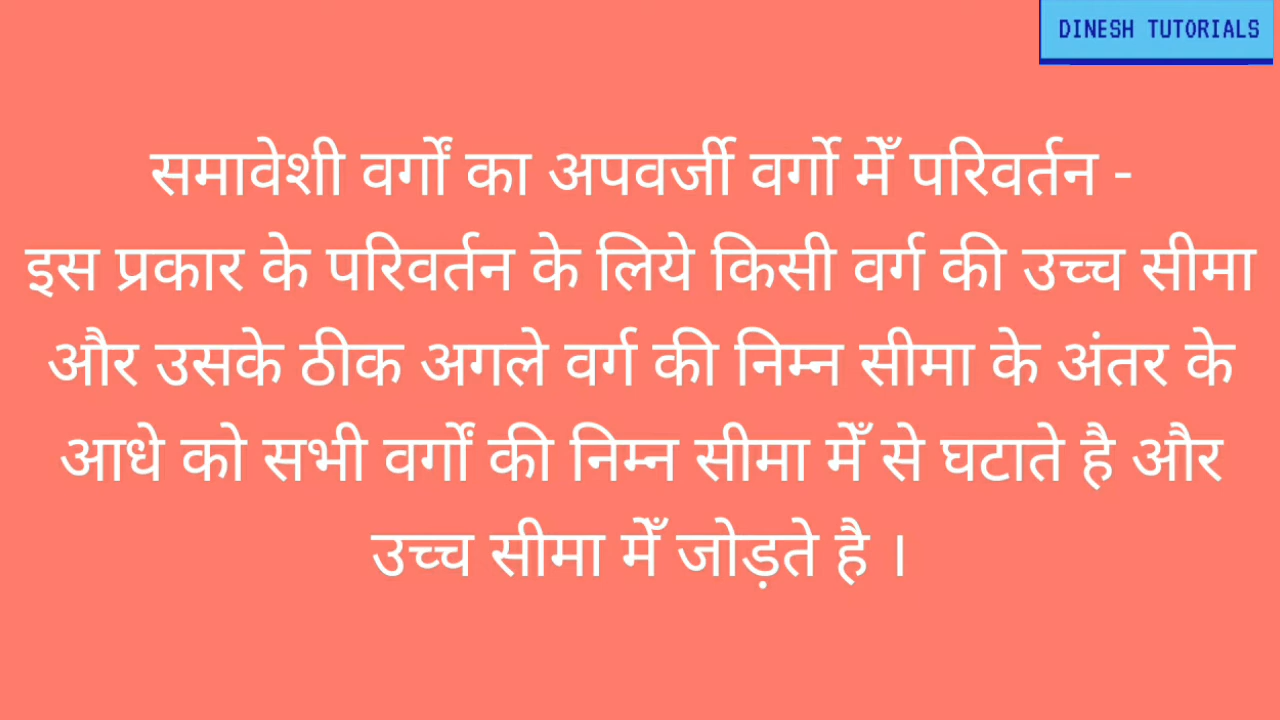 DINESH TUTORIALS
समावेशी वर्गों का अपवर्जी वर्गो मेँ परिवर्तन -
इस प्रकार के परिवर्तन के लिये किसी वर्ग की उच्च सीमा
और उसके ठीक अगले वर्ग की निम्न सीमा के अंतर के
आधे को सभी वर्गों की निम्न सीमा मेँ से घटाते है और
उच्च सीमा मेँ जोड़ते है ।